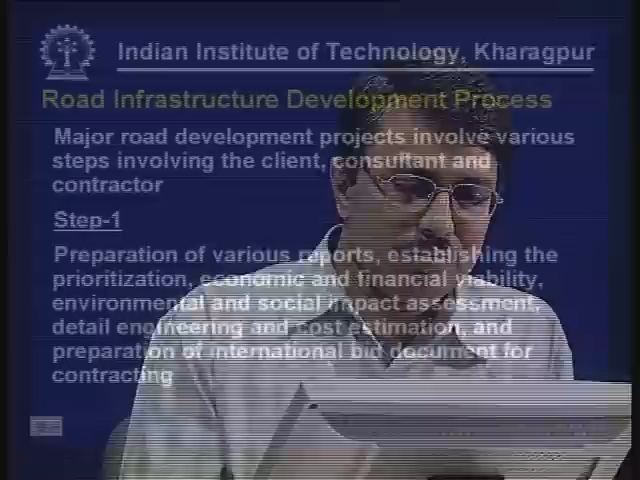 Indian Institute of Technology, Kharagpur
Road Infrastructure Development Process
Major road development projects involve various
steps involving the client, consultant and
contractor
Step-1
Preparation of various reports, establishing the
prioritization, economic and financial viability,
environmental and social impact assessment,
detail engineering and cost estimation, and
preparation of international bid document for
contracting